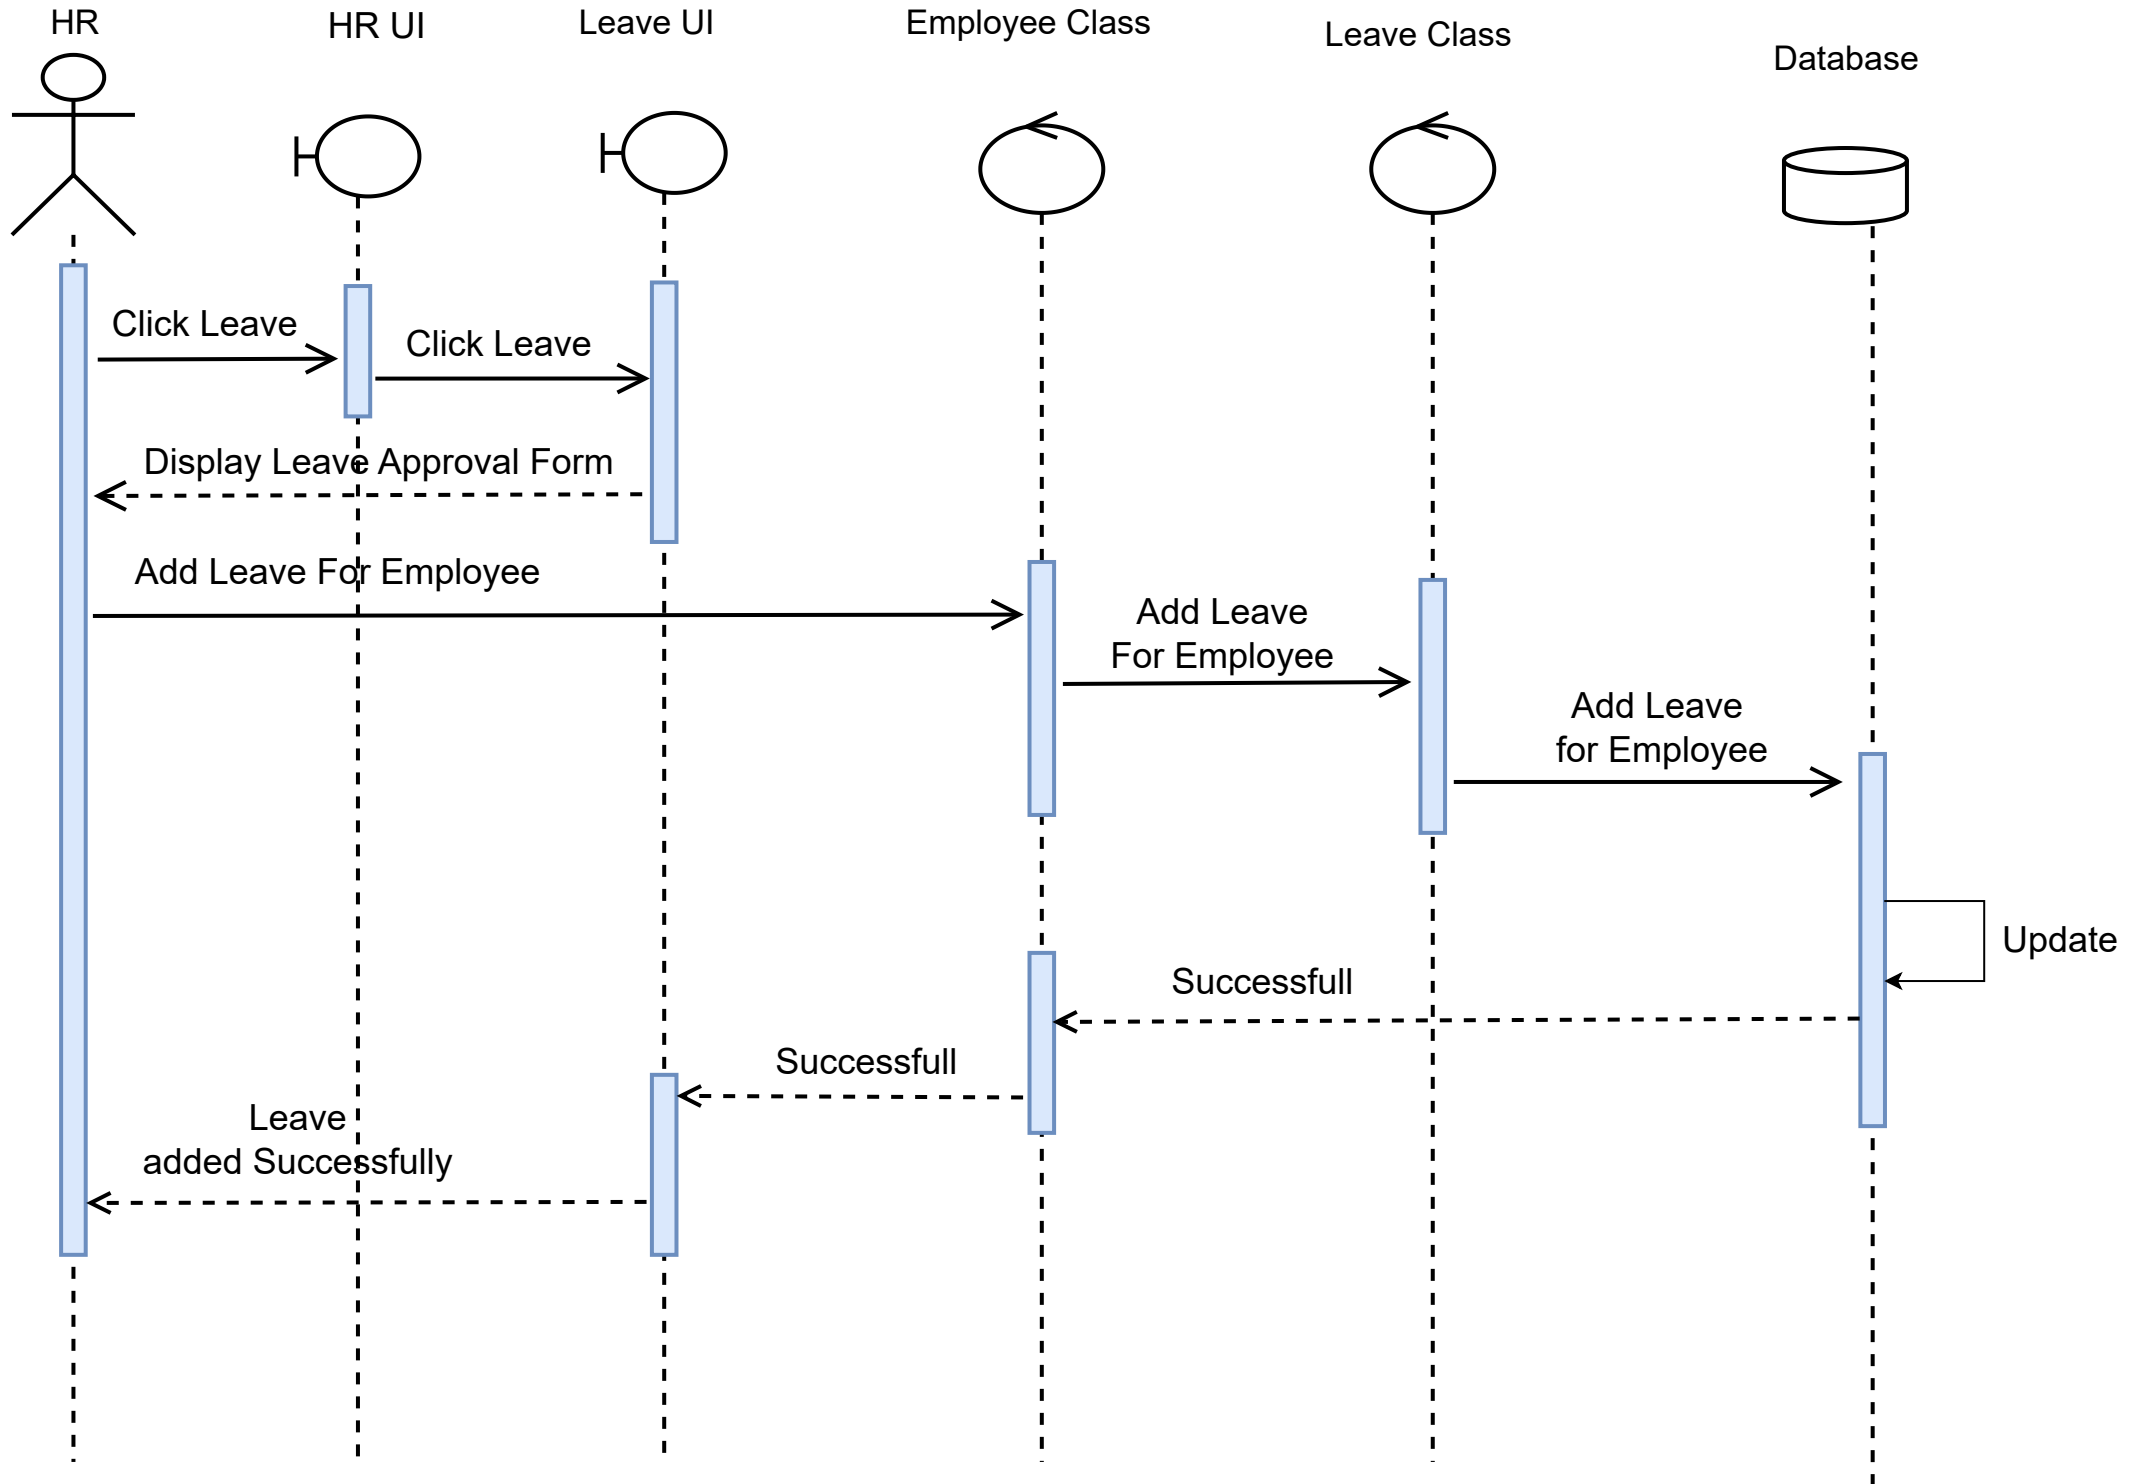 HR
HR UI
Leave UI
Employee Class
Leave Class
Database
Click Leave
Click Leave
Display Leave Approval Form
Add Leave For Employee
Add Leave
For Employee
Add Leave
for Employee
Update
Successfull
Successfull
Leave
added Successfully